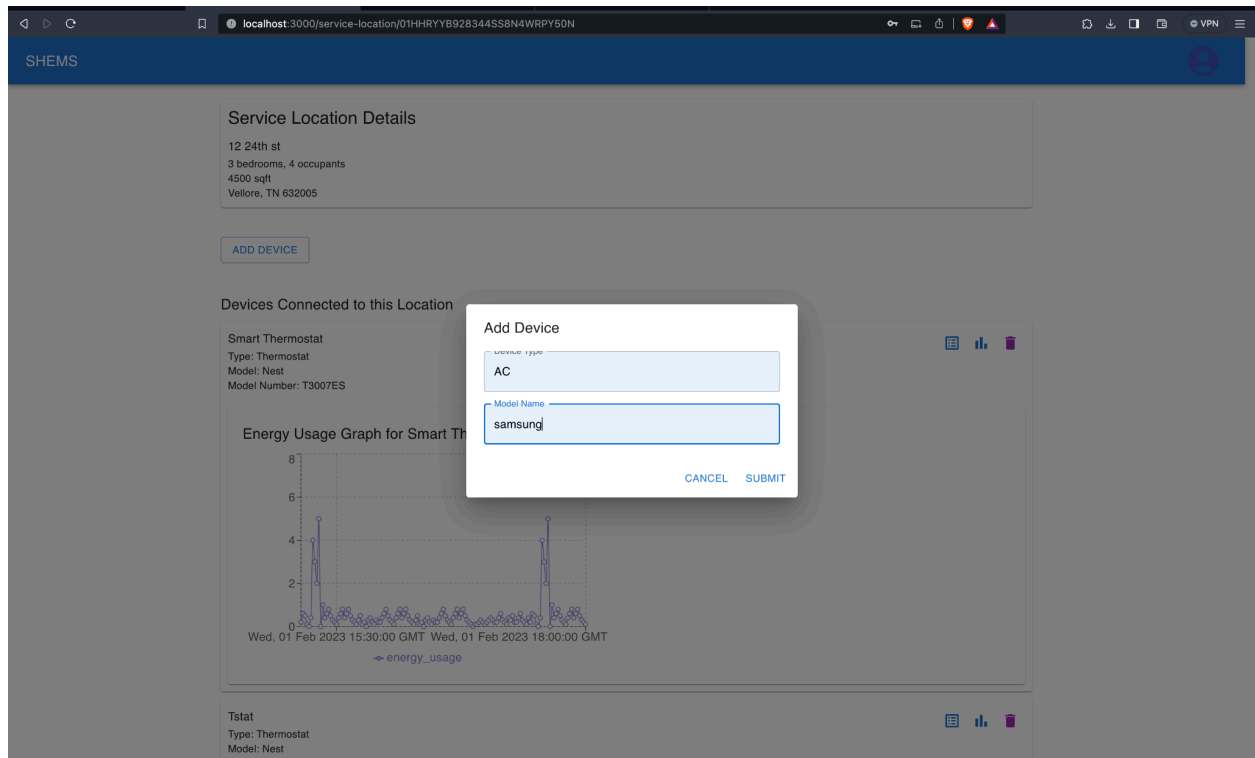 localhost:3000/service-location/01HHRYYB928344SS8N4WRPY50N
VPN
SHEMS
Service Location Details
12 24th st
3 bedrooms, 4 occupants
4500 sqft
Vellore, TN 632005
ADD DEVICE
Devices Connected to this Location
Smart Thermostat
Type: Thermostat
Model: Nest
Model Number: T3007ES
Add Device
Device Type
AC
Model Name
samsung
CANCEL SUBMIT
Energy Usage Graph for Smart Th
8
6
4
2
0
Wed, 01 Feb 2023 15:30:00 GMT Wed, 01 Feb 2023 18:00:00 GMT
energy_usage
Tstat
Type: Thermostat
Model: Nest